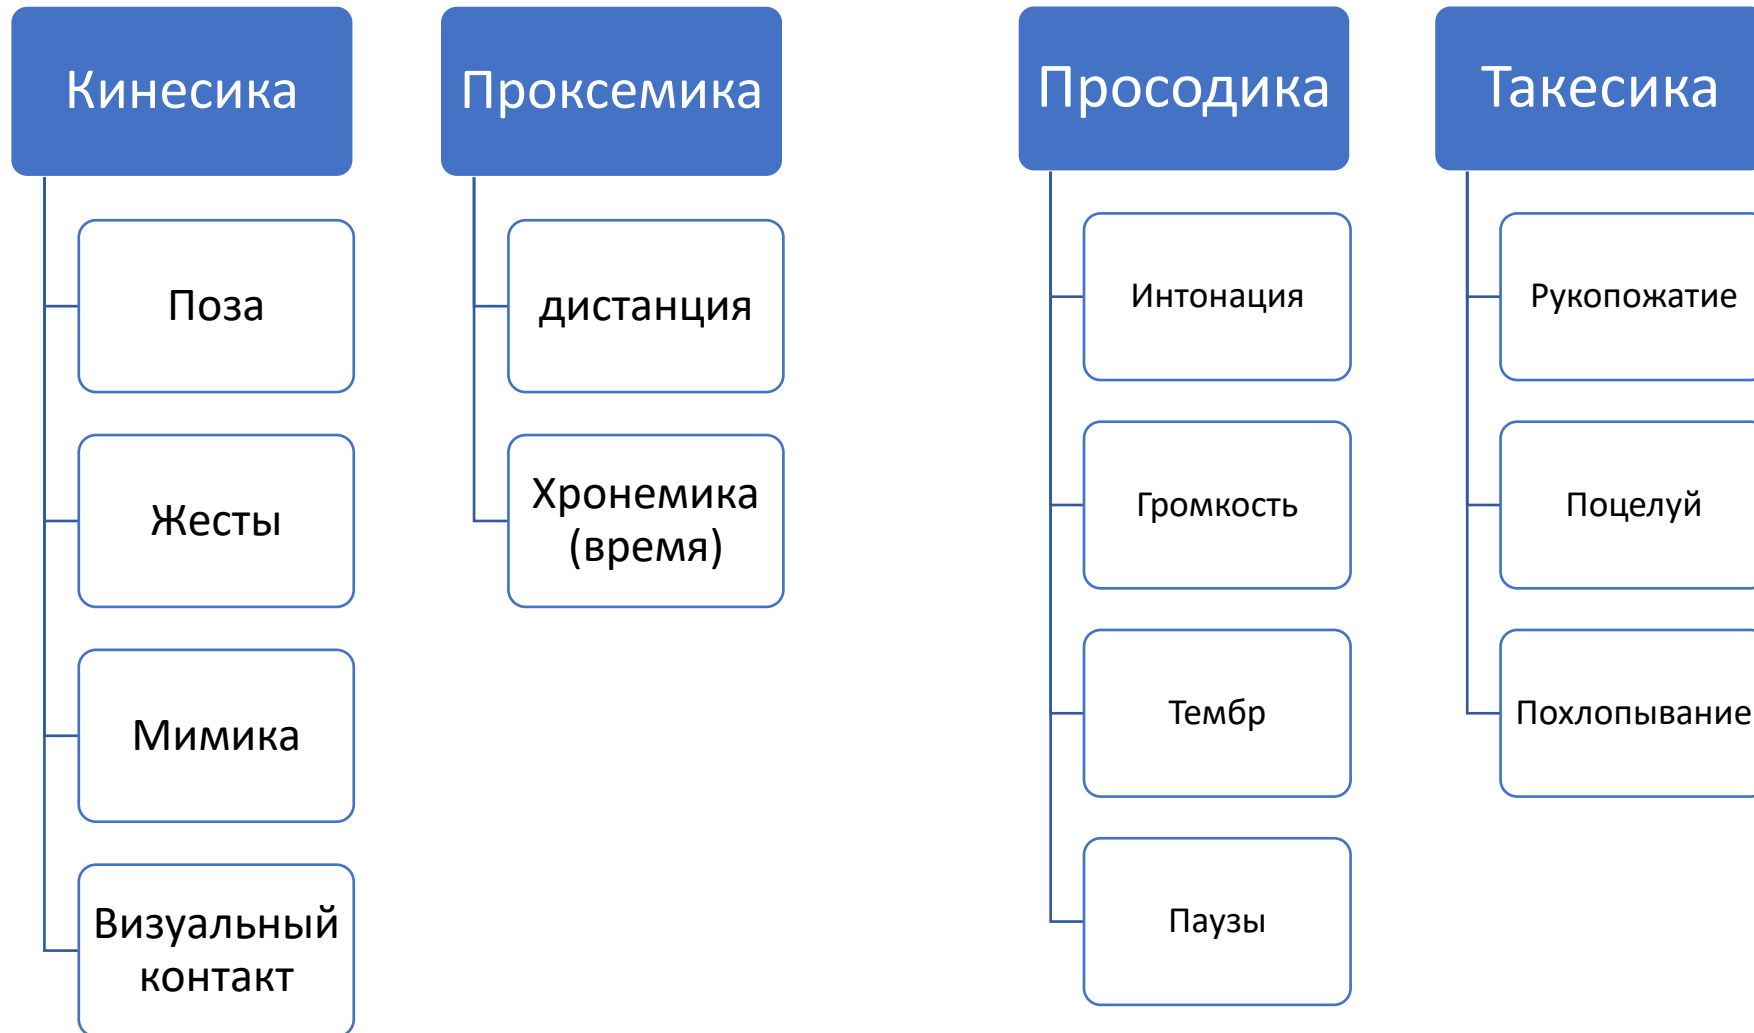 Кинесика
Поза
Жесты
Мимика
Визуальный
контакт
Проксемика
дистанция
Хронемика
(время)
Просодика
Интонация
Громкость
Тембр
Паузы
Такесика
Рукопожатие
Поцелуй
Похлопывание